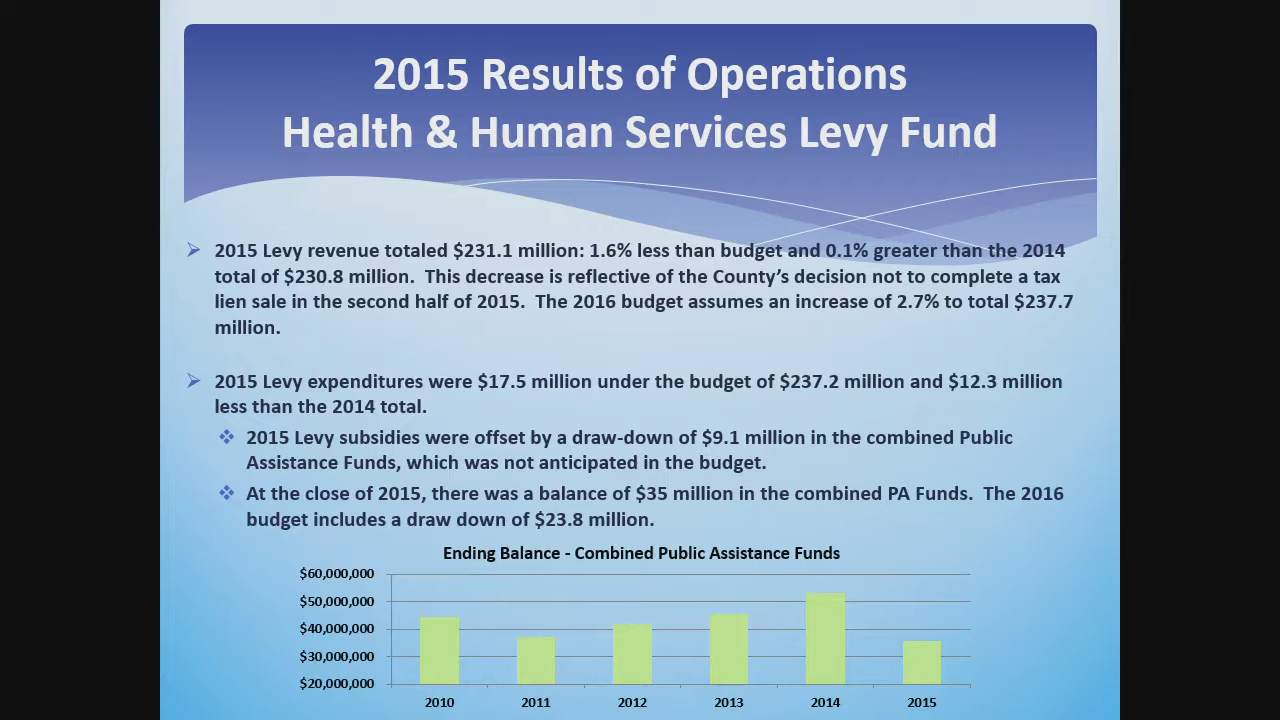 2015 Results of Operations
Health & Human Services Levy Fund
2015 Levy revenue totaled $231.1 million: 1.6% less than budget and 0.1% greater than the 2014
total of $230.8 million. This decrease is reflective of the County's decision not to complete a tax
lien sale in the second half of 2015. The 2016 budget assumes an increase of 2.7% to total $237.7
million.
2015 Levy expenditures were $17.5 million under the budget of $237.2 million and $12.3 million
less than the 2014 total.
2015 Levy subsidies were offset by a draw-down of $9.1 million in the combined Public
Assistance Funds, which was not anticipated in the budget.
At the close of 2015, there was a balance of $35 million in the combined PA Funds. The 2016
budget includes a draw down of $23.8 million.
Ending Balance - Combined Public Assistance Funds
$60,000,000
$50,000,000
$40,000,000
$30,000,000
$20,000,000
2010 2011 2012 2013 2014 2015